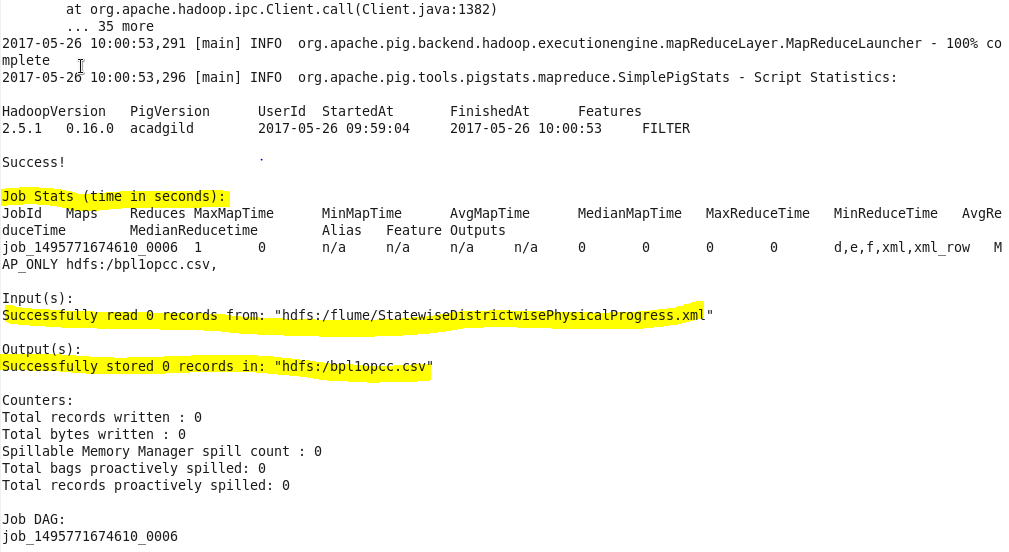 at org.apache.hadoop.ipc.Client.call(Client.java:1382)
... 35 more
2017-05-26 10:00:53,291 [main] INFO  org.apache.pig.backend.hadoop.executionengine.mapReduceLayer.MapReduceLauncher - 100% co
mplete
2017-05-26 10:00:53,296 [main] INFO  org.apache.pig.tools.pigstats.mapreduce.SimplePigStats - Script Statistics:
HadoopVersion   PigVersion      UserId  StartedAt       FinishedAt      Features
2.5.1   0.16.0  acadgild        2017-05-26 09:59:04     2017-05-26 10:00:53     FILTER
Success!
Job Stats (time in seconds):
JobId   Maps    Reduces MaxMapTime      MinMapTime      AvgMapTime      MedianMapTime   MaxReduceTime   MinReduceTime   AvgRe
duceTime        MedianReducetime        Alias   Feature Outputs
job_1495771674610_0006  1       0       n/a     n/a     n/a     n/a     0       0       0       0       d,e,f,xml,xml_row   M
AP_ONLY hdfs:/bpl1opcc.csv,
Input(s):
Successfully read 0 records from: "hdfs:/flume/StatewiseDistrictwisePhysicalProgress.xml"
Output(s):
Successfully stored 0 records in: "hdfs:/bpl1opcc.csv"
Counters:
Total records written : 0
Total bytes written : 0
Spillable Memory Manager spill count : 0
Total bags proactively spilled: 0
Total records proactively spilled: 0
Job DAG:
job_1495771674610_0006